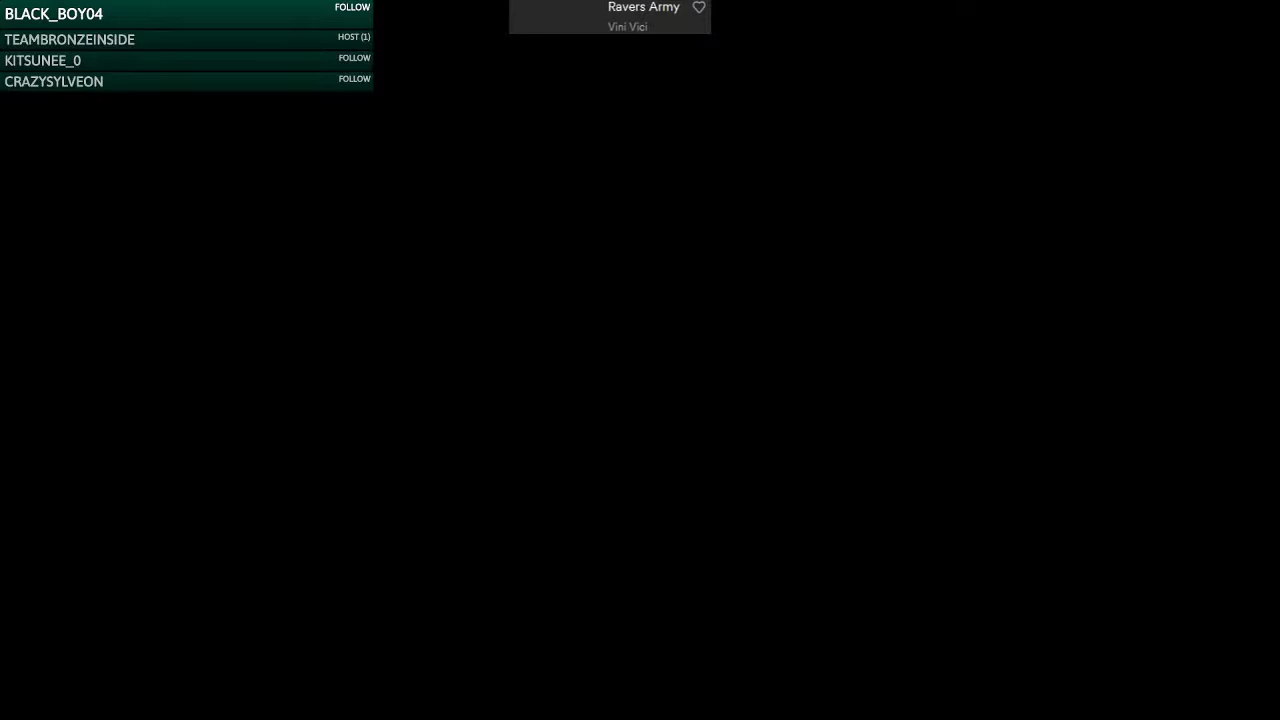 BLACK_BOY04 FOLLOW
TEAMBRONZEINSIDE HOST (1)
KITSUNEE_0 FOLLOW
CRAZYSYLVEON FOLLOW
Ravers Army
Vini Vici